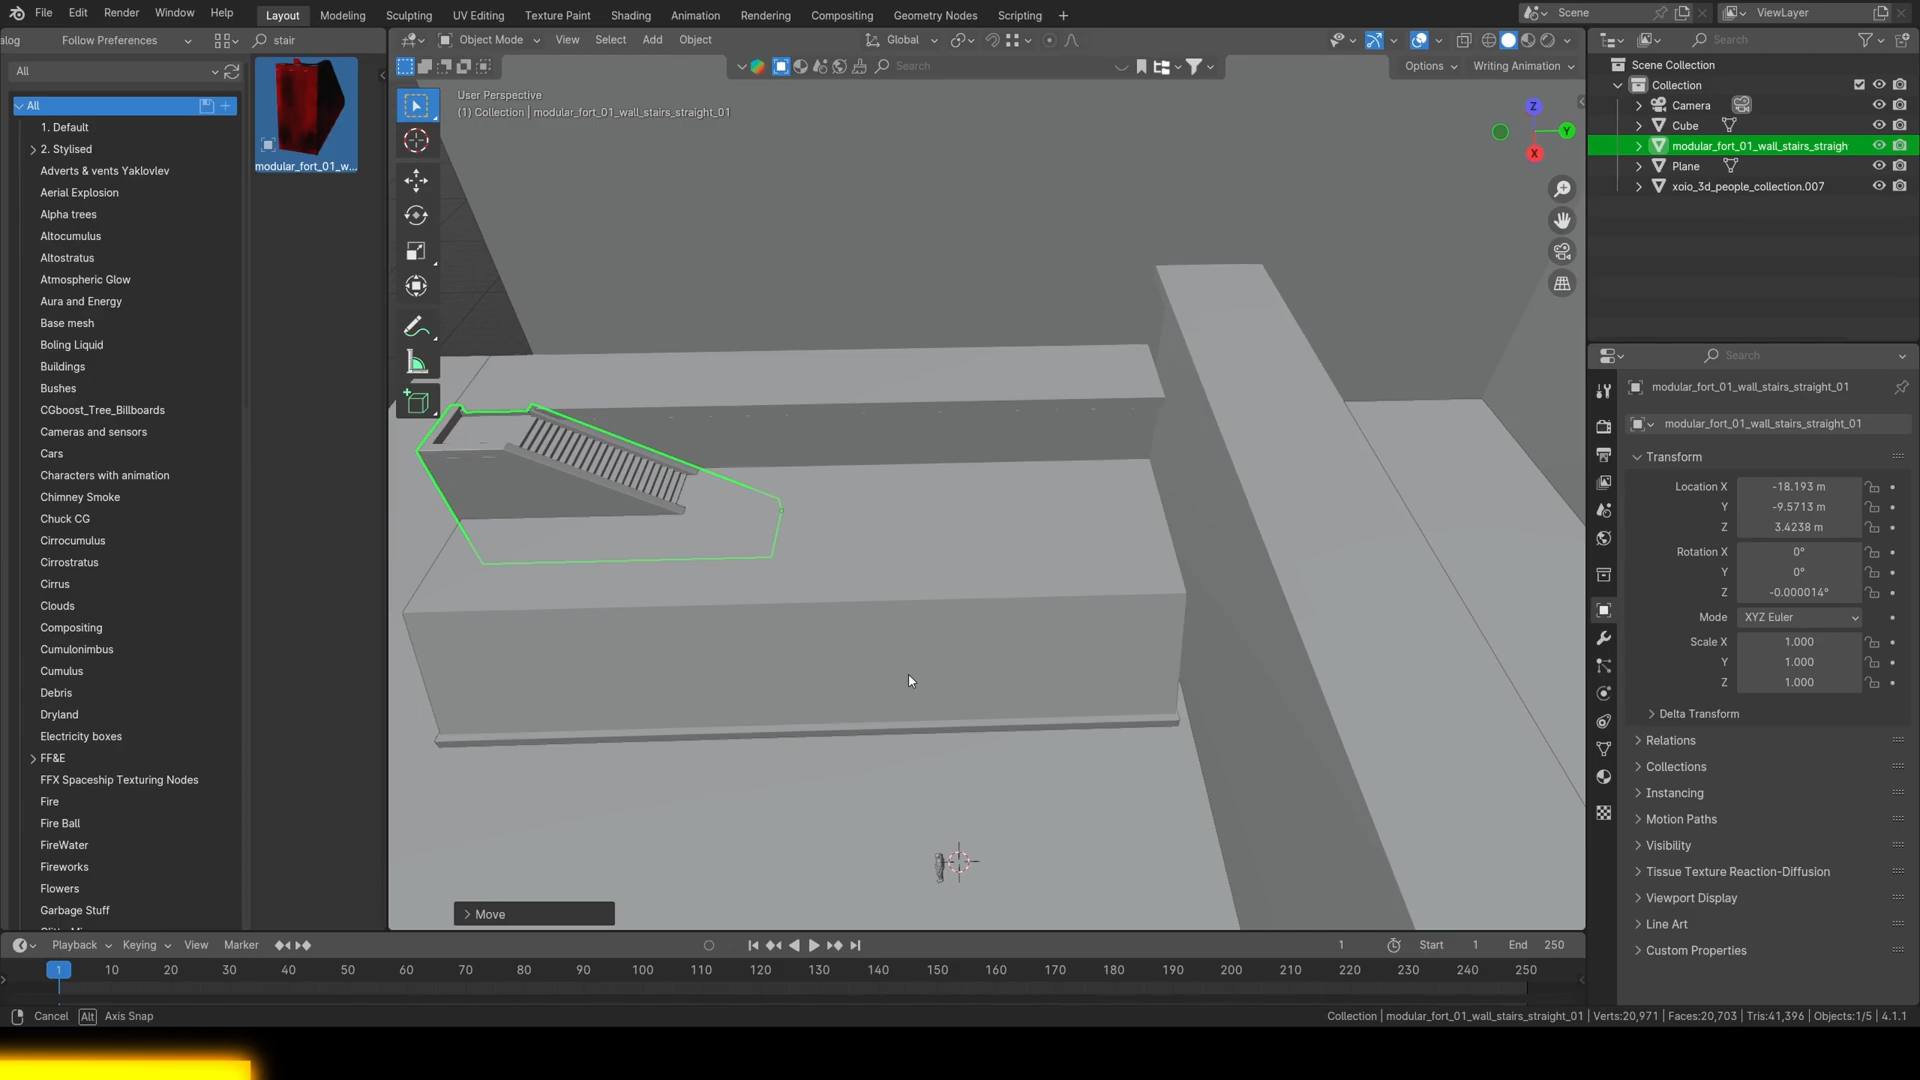 File Edit Render Window Help Layout Modeling Sculpting UV Editing Texture Paint Shading Animation Rendering Compositing Geometry Nodes Scripting + Scene ViewLayer
alog Follow Preferences stair Object Mode View Select Add Object Global Search
All Search Options Writing Animation
Scene Collection
Collection
Camera
Cube
modular_fort_01_wall_stairs_straigh
Plane
xoio_3d_people_collection.007
All
1. Default
2. Stylised
Adverts & vents Yaklovlev
Aerial Explosion
Alpha trees
Altocumulus
Altostratus
Atmospheric Glow
Aura and Energy
Base mesh
Boling Liquid
Buildings
Bushes
CGboost_Tree_Billboards
Cameras and sensors
Cars
Characters with animation
Chimney Smoke
Chuck CG
Cirrocumulus
Cirrostratus
Cirrus
Clouds
Compositing
Cumulonimbus
Cumulus
Debris
Dryland
Electricity boxes
FF&E
FFX Spaceship Texturing Nodes
Fire
Fire Ball
FireWater
Fireworks
Flowers
Garbage Stuff
modular_fort_01_w...
User Perspective
(1) Collection | modular_fort_01_wall_stairs_straight_01
Z
Y
X
Move
Search
modular_fort_01_wall_stairs_straight_01
modular_fort_01_wall_stairs_straight_01
Transform
Location X -18.193 m
Y -9.5713 m
Z 3.4238 m
Rotation X 0°
Y 0°
Z -0.000014°
Mode XYZ Euler
Scale X 1.000
Y 1.000
Z 1.000
Delta Transform
Relations
Collections
Instancing
Motion Paths
Visibility
Tissue Texture Reaction-Diffusion
Viewport Display
Line Art
Custom Properties
Playback Keying View Marker 1 Start 1 End 250
1 10 20 30 40 50 60 70 80 90 100 110 120 130 140 150 160 170 180 190 200 210 220 230 240 250
Cancel Alt Axis Snap Collection | modular_fort_01_wall_stairs_straight_01 | Verts:20,971 | Faces:20,703 | Tris:41,396 | Objects:1/5 | 4.1.1